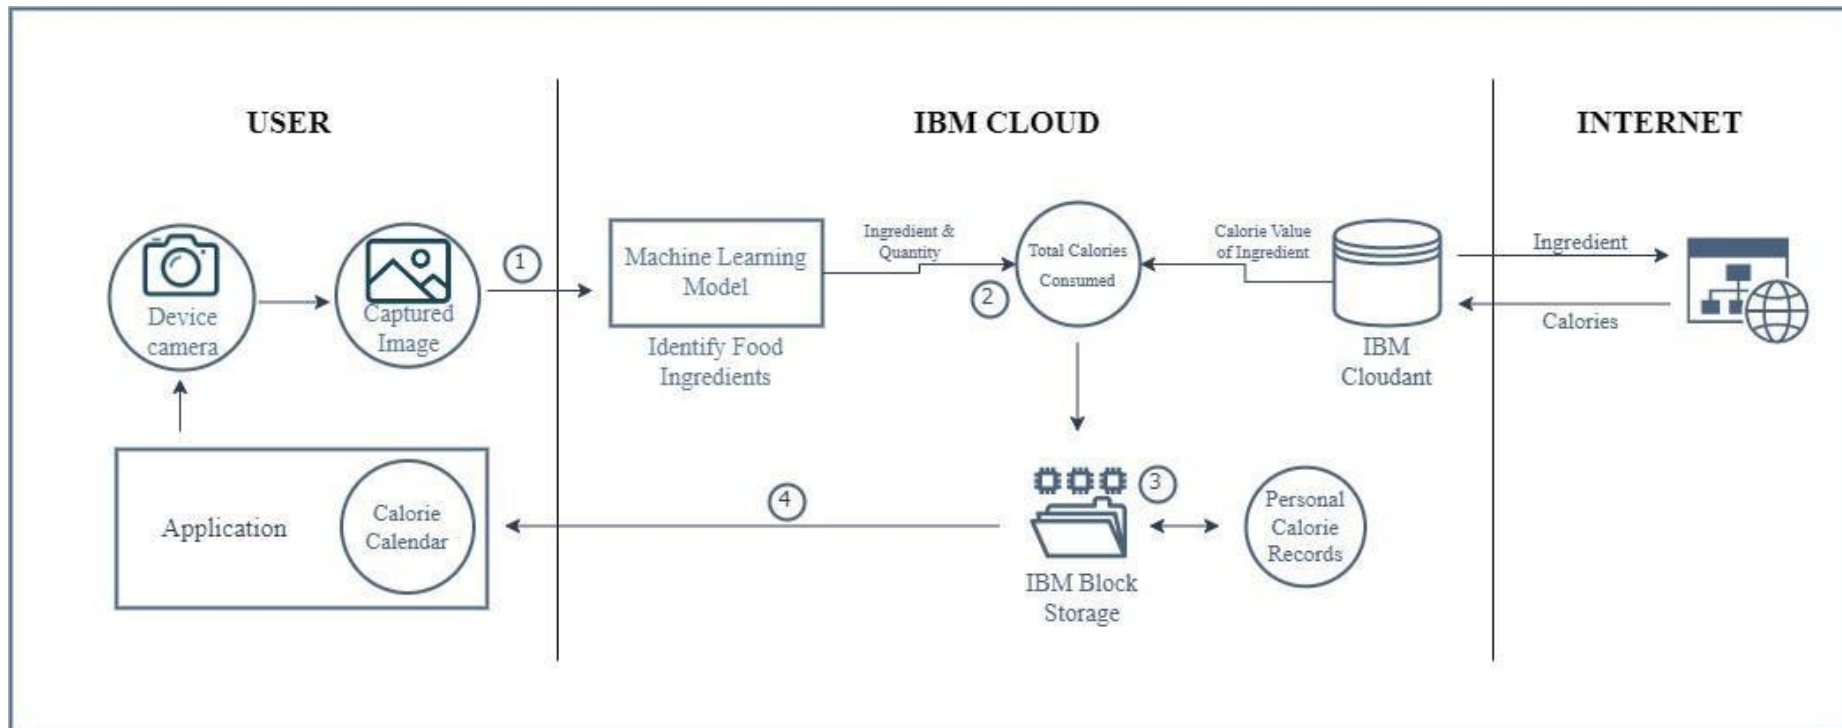 USER
IBM CLOUD
INTERNET
Device
camera
Captured
Image
1
Machine Learning
Model
Identify Food
Ingredients
Ingredient &
Quantity
2
Total Calories
Consumed
Calorie Value
of Ingredient
IBM
Cloudant
Ingredient
Calories
Application
Calorie
Calendar
4
3
IBM Block
Storage
Personal
Calorie
Records